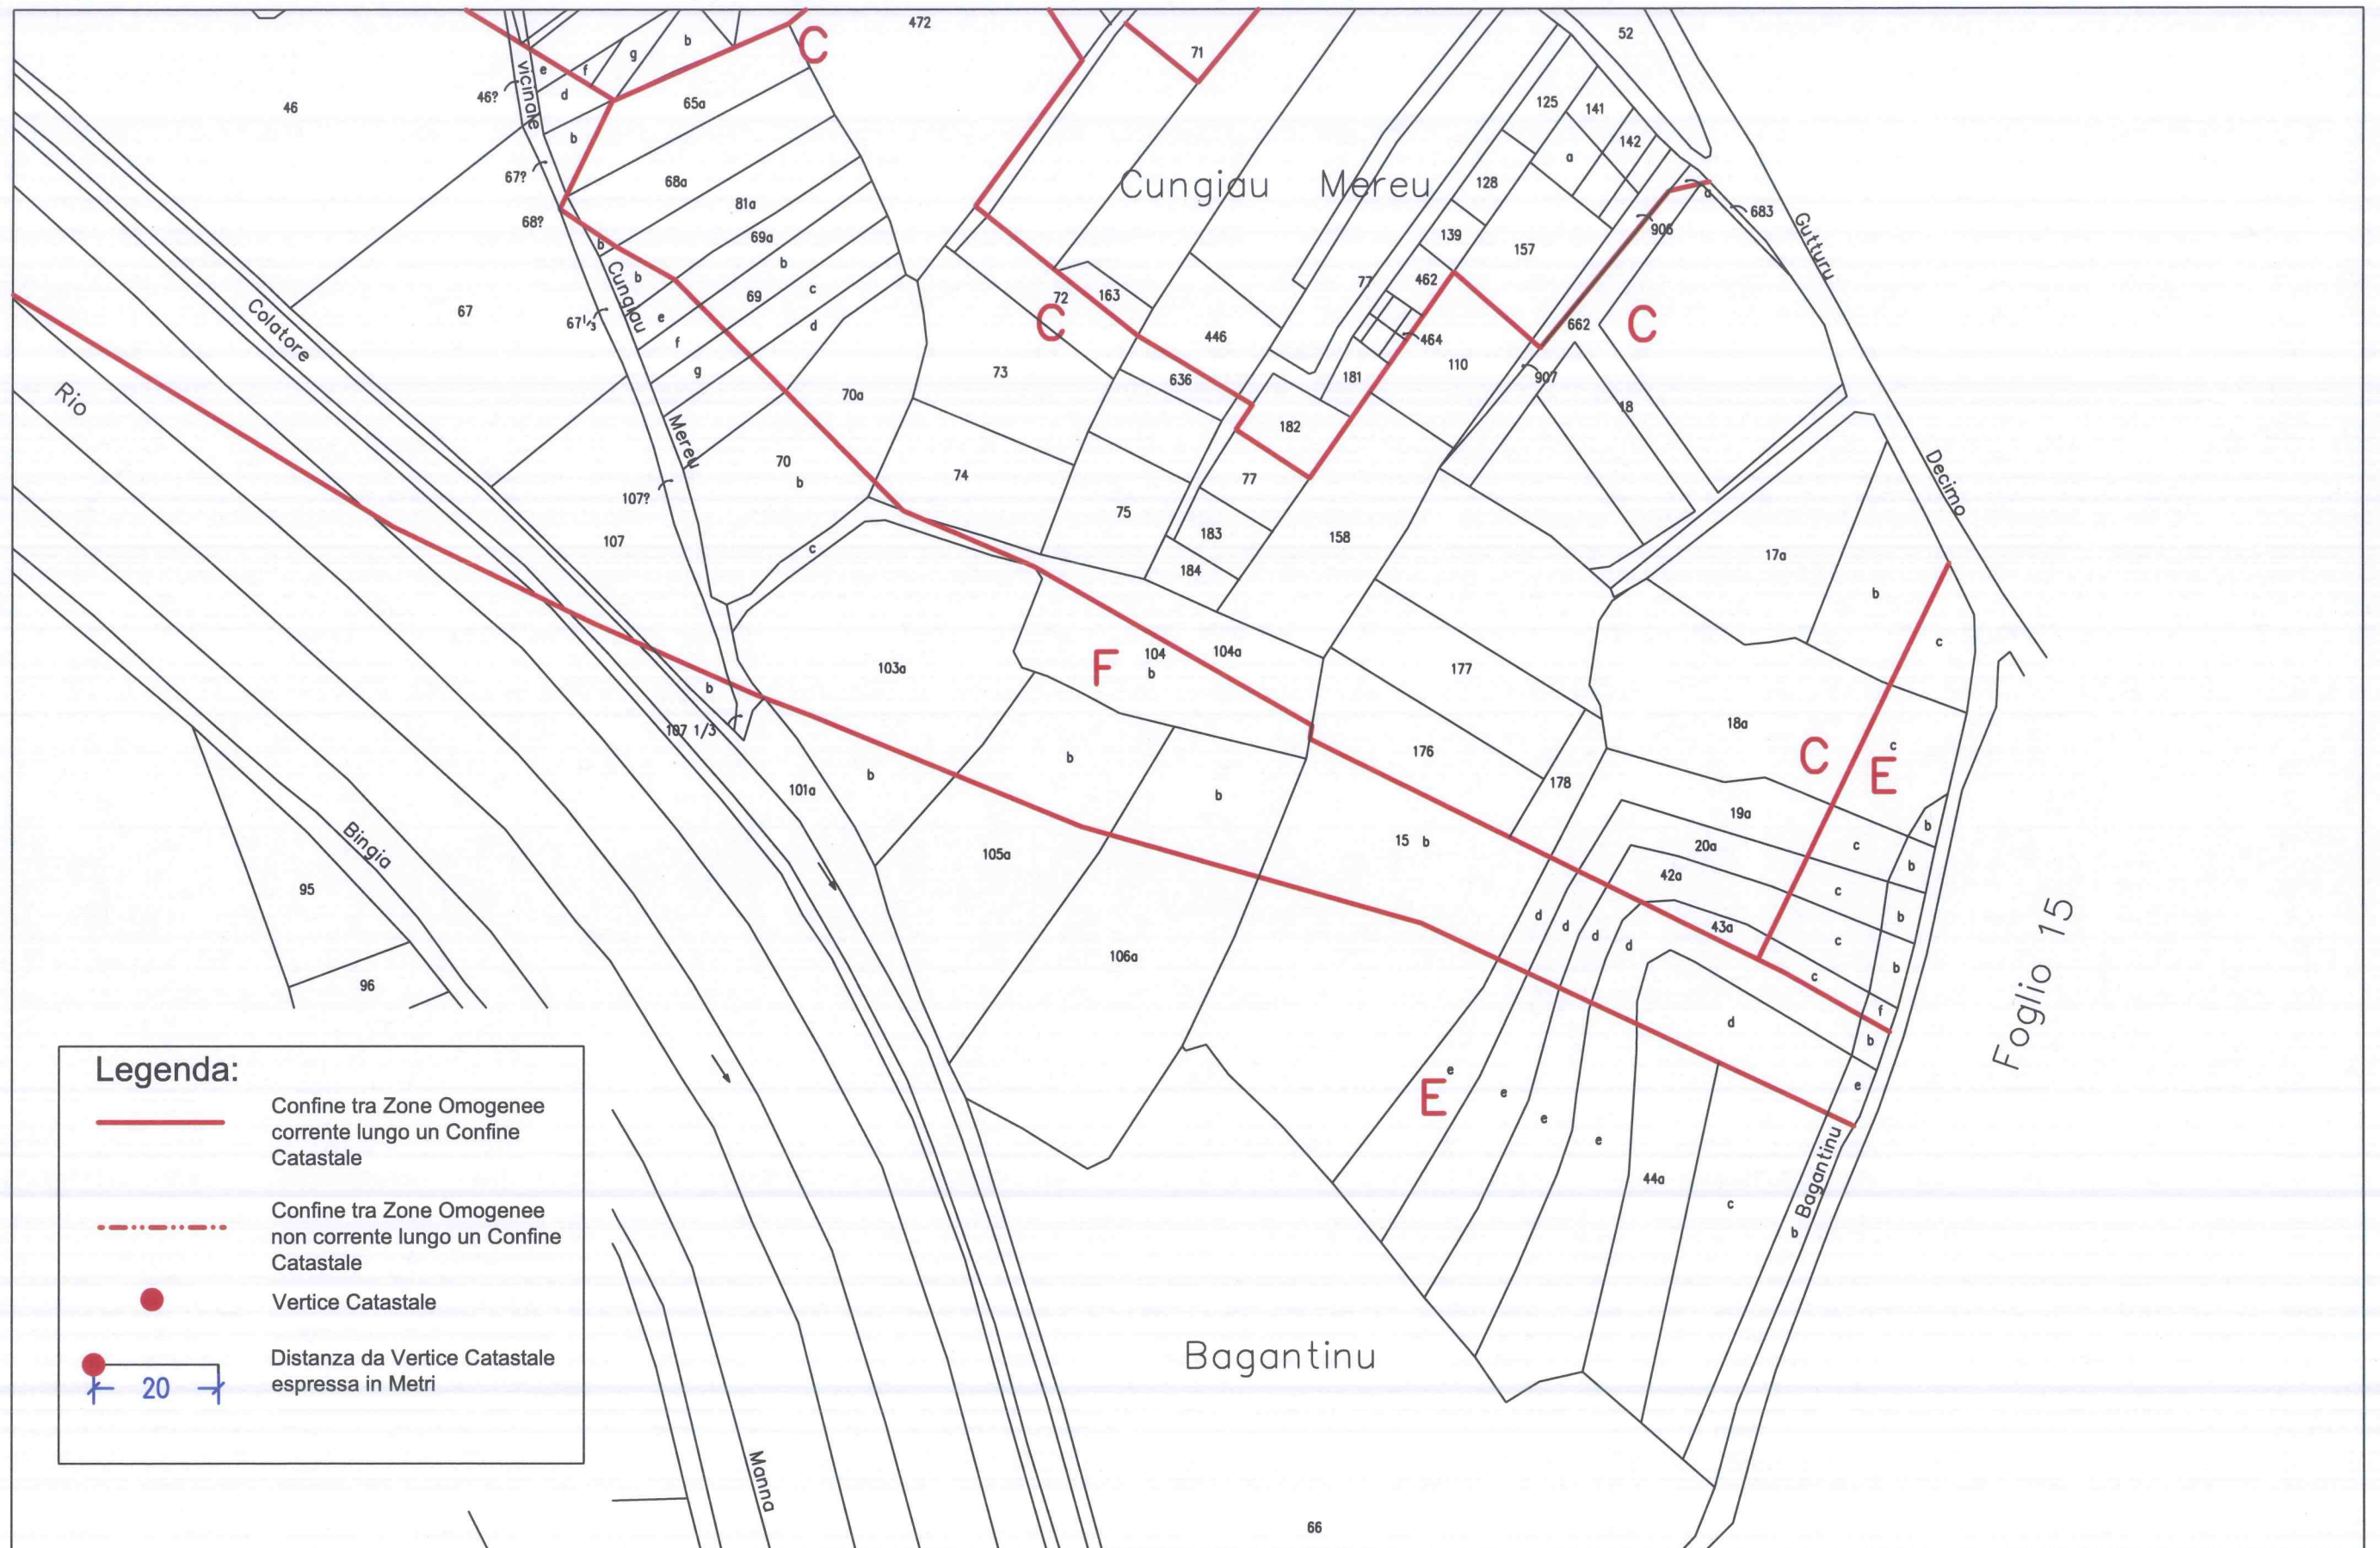 472
52
b
C
71
g
e
f
vicinale
46?
d
65a
46
125
141
b
142
a
67?
68a
Cungiau Mereu
128
a
81a
683
68?
906
69a
139
157
Gutturu
b
b
b
462
77
Cungiau
69
c
72
163
67
e
67⅓
d
C
662
C
Colatore
f
446
464
g
73
636
181
110
907
Rio
70a
18
182
Mereu
70
b
74
77
Decimo
107?
75
183
158
107
c
17a
184
b
c
103a
F
104
b
104a
177
b
107 1/3
18a
176
C
c
E
b
b
101a
b
178
19a
b
15 b
c
20a
b
Bingia
105a
42a
c
95
d
d
d
d
43a
c
b
Foglio 15
106a
b
96
c
f
d
b
e
e
E
e
e
e
Bagantinu
44a
c
b
Bagantinu
Manna
66
Legenda:
Confine tra Zone Omogenee
corrente lungo un Confine
Catastale
Confine tra Zone Omogenee
non corrente lungo un Confine
Catastale
Vertice Catastale
Distanza da Vertice Catastale
espressa in Metri
20